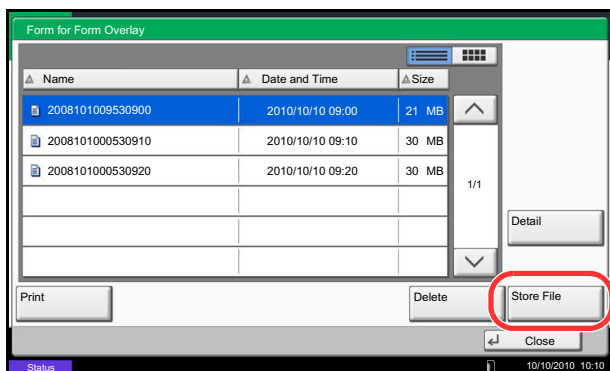 Form for Form Overlay
Name Date and Time Size
2008101009530900 2010/10/10 09:00 21 MB
2008101000530910 2010/10/10 09:10 30 MB
2008101000530920 2010/10/10 09:20 30 MB
1/1
Detail
Print Delete Store File
Close
Status 10/10/2010 10:10